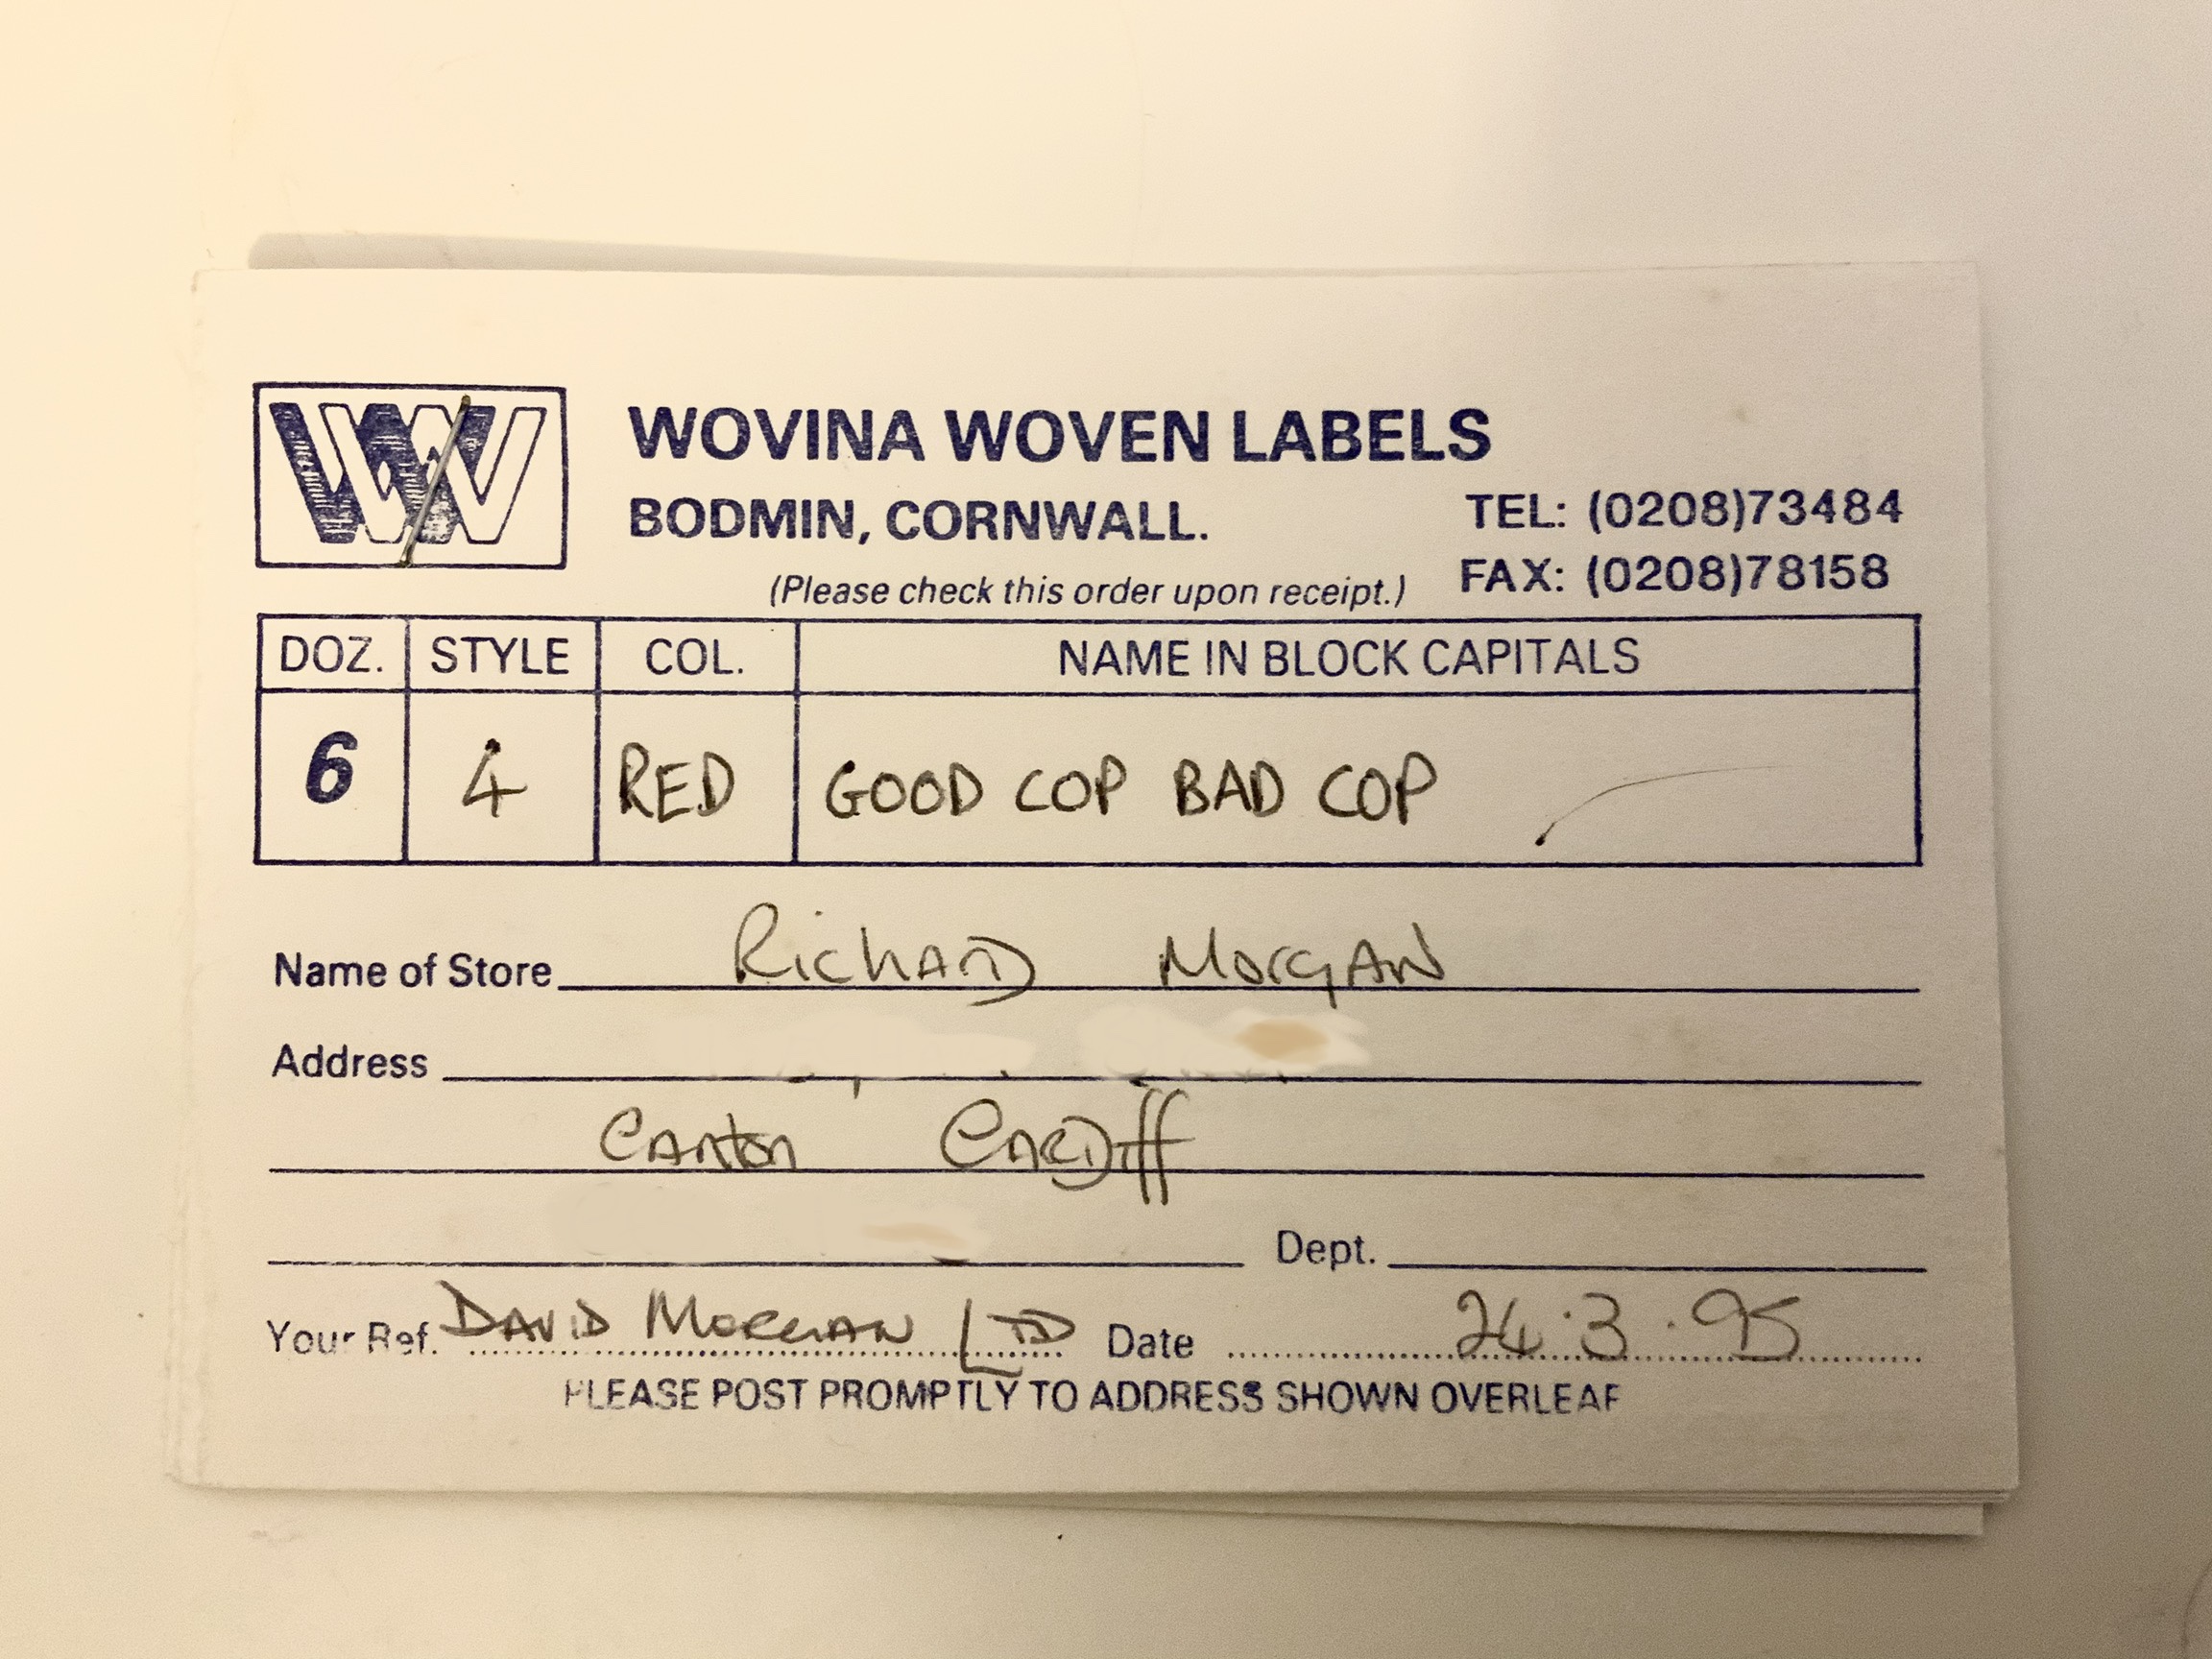 WOVINA WOVEN LABELS
BODMIN, CORNWALL.
TEL: (0208)73484
FAX: (0208)78158
(Please check this order upon receipt.)
DOZ. STYLE COL. NAME IN BLOCK CAPITALS
6 4 RED GOOD COP BAD COP
Name of Store Richard Morgan
Address
Canton Cardiff
Dept.
Your Ref. DAVID MORGAN LTD Date 24.3.95
PLEASE POST PROMPTLY TO ADDRESS SHOWN OVERLEAF